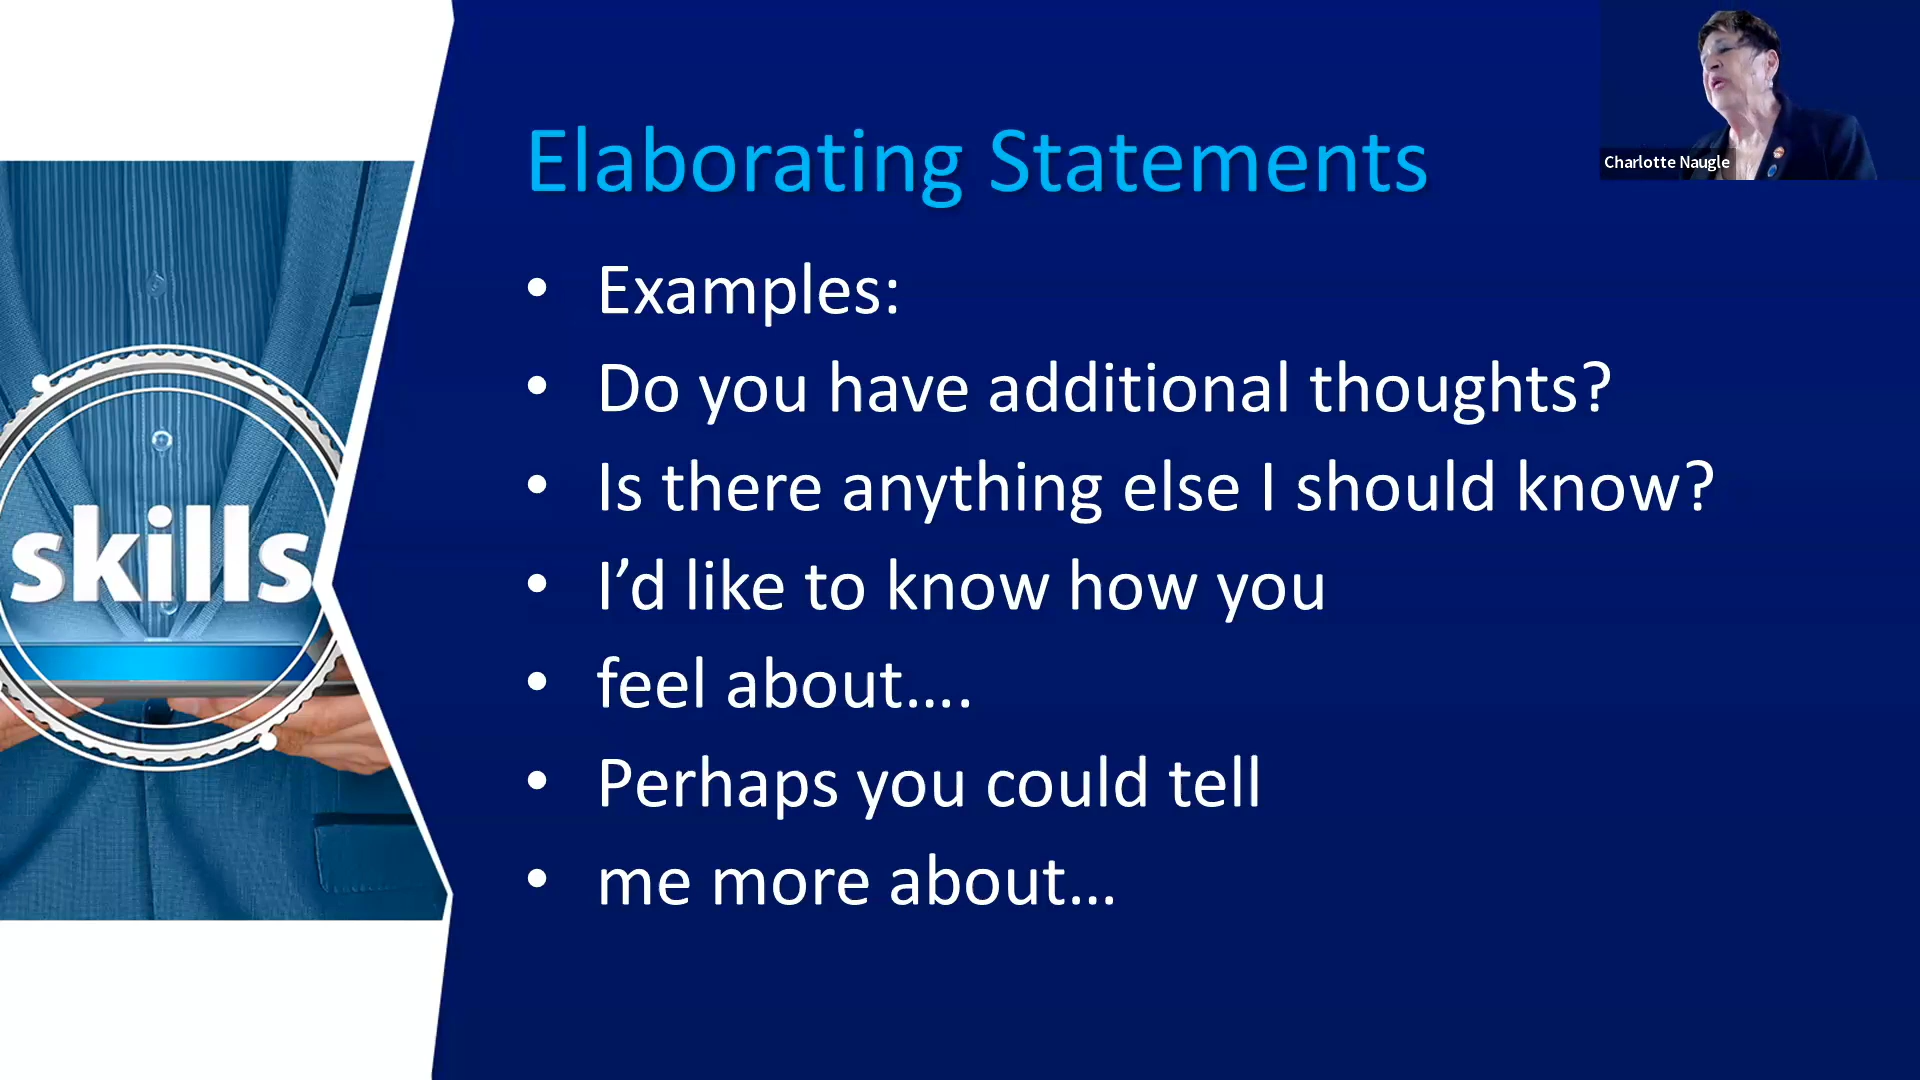 Elaborating Statements
Charlotte Naugle
• Examples:
• Do you have additional thoughts?
• Is there anything else I should know?
• I’d like to know how you
• feel about....
• Perhaps you could tell
• me more about...
skills